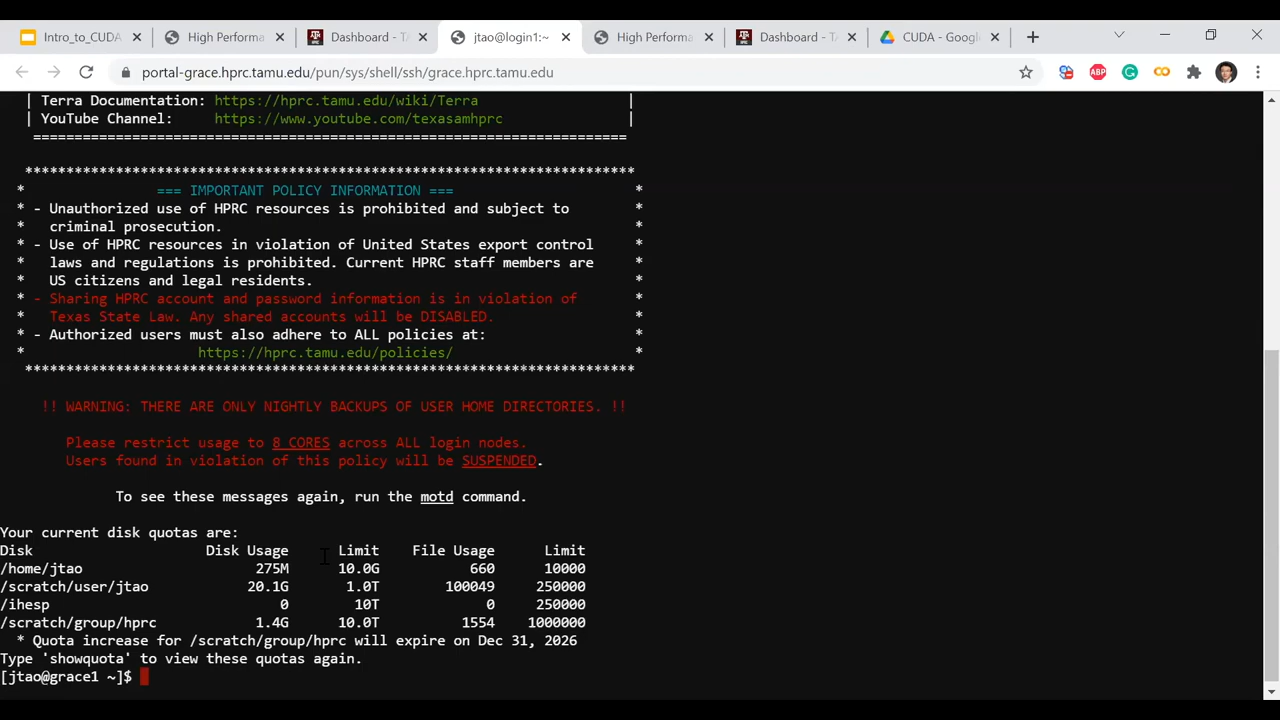 Intro_to_CUDA
High Performa
Dashboard - TA
jtao@login1:~
High Performa
Dashboard - TA
CUDA - Google
portal-grace.hprc.tamu.edu/pun/sys/shell/ssh/grace.hprc.tamu.edu
ABP
| Terra Documentation: https://hprc.tamu.edu/wiki/Terra |
| YouTube Channel: https://www.youtube.com/texasamhprc |
========================================================================
**************************************************************************
* === IMPORTANT POLICY INFORMATION === *
* - Unauthorized use of HPRC resources is prohibited and subject to *
* criminal prosecution. *
* - Use of HPRC resources in violation of United States export control *
* laws and regulations is prohibited. Current HPRC staff members are *
* US citizens and legal residents. *
* - Sharing HPRC account and password information is in violation of *
* Texas State Law. Any shared accounts will be DISABLED. *
* - Authorized users must also adhere to ALL policies at: *
* https://hprc.tamu.edu/policies/ *
**************************************************************************
!! WARNING: THERE ARE ONLY NIGHTLY BACKUPS OF USER HOME DIRECTORIES. !!
Please restrict usage to 8 CORES across ALL login nodes.
Users found in violation of this policy will be SUSPENDED.
To see these messages again, run the motd command.
Your current disk quotas are:
Disk Disk Usage Limit File Usage Limit
/home/jtao 275M 10.0G 660 10000
/scratch/user/jtao 20.1G 1.0T 100049 250000
/ihesp 0 10T 0 250000
/scratch/group/hprc 1.4G 10.0T 1554 1000000
* Quota increase for /scratch/group/hprc will expire on Dec 31, 2026
Type 'showquota' to view these quotas again.
[jtao@grace1 ~]$